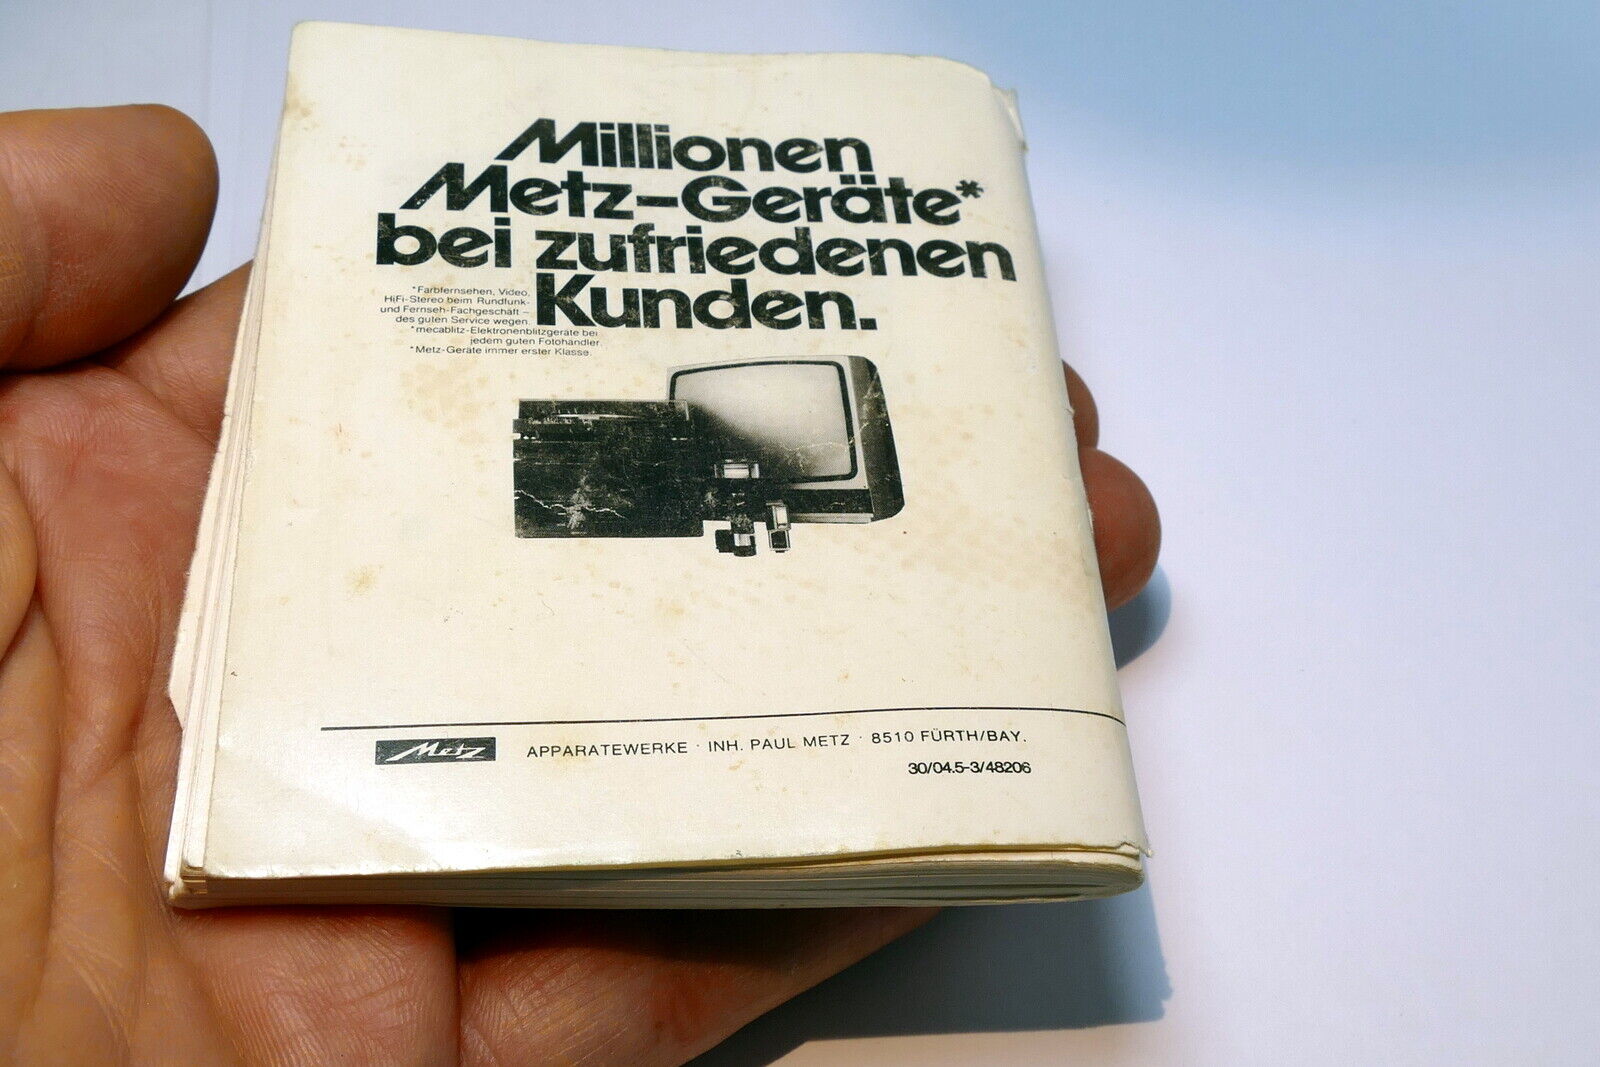 Millionen
Metz-Geräte*
bei zufriedenen
Kunden.
*Farbfernsehen, Video,
HiFi-Stereo beim Rundfunk-
und Fernseh-Fachgeschäft –
des guten Service wegen.
*mecablitz-Elektronenblitzgeräte bei
jedem guten Fotohändler.
*Metz-Geräte immer erster Klasse.
Metz APPARATEWERKE · INH. PAUL METZ · 8510 FÜRTH/BAY.
30/04.5-3/48206